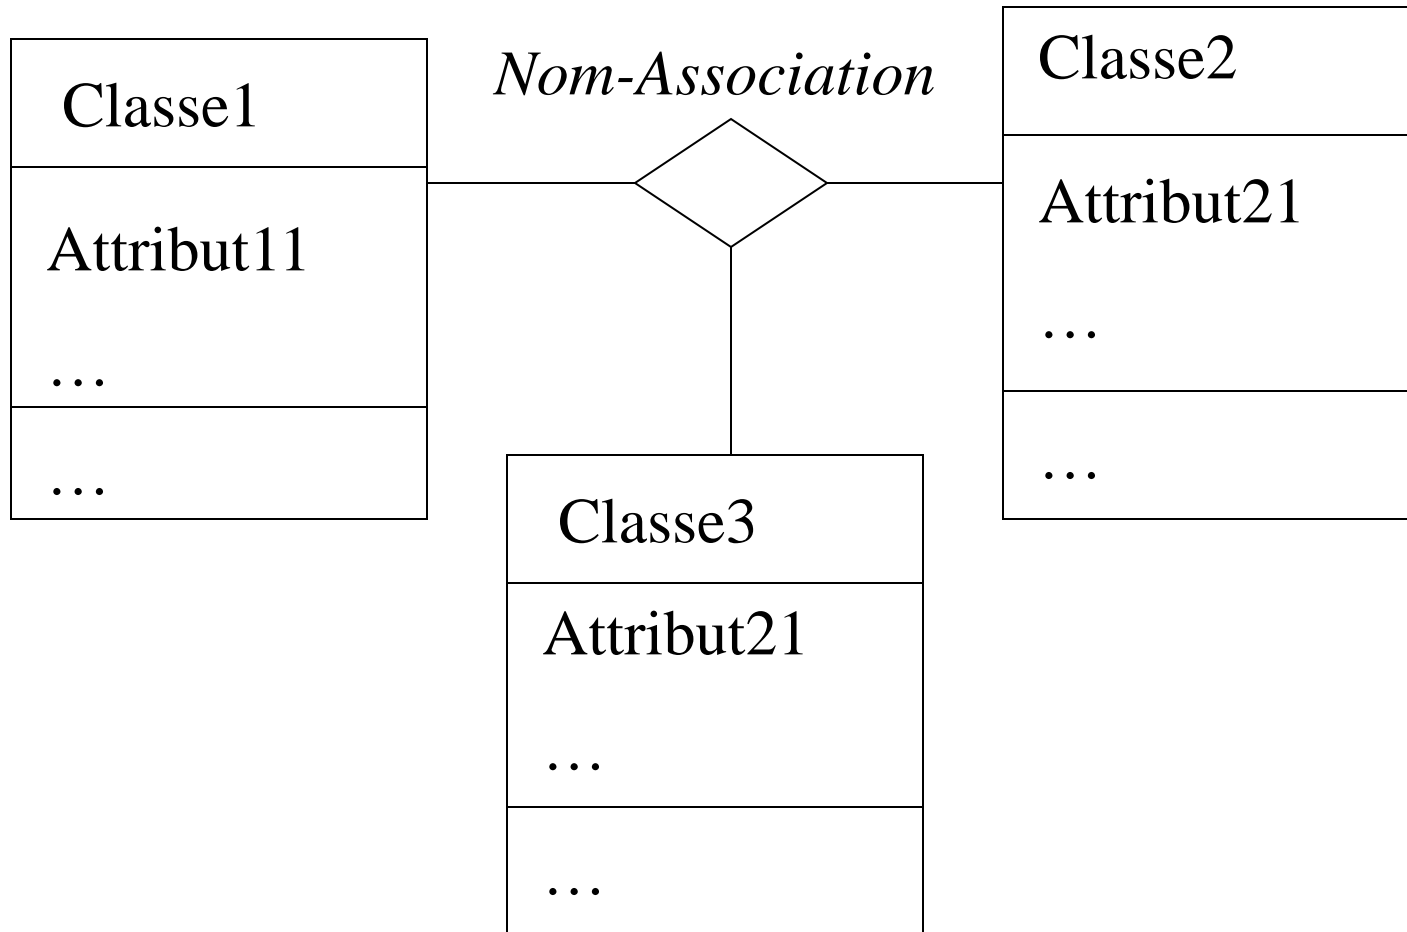 Nom-Association
Classe1
Attribut11
…
…
Classe2
Attribut21
…
…
Classe3
Attribut21
…
…